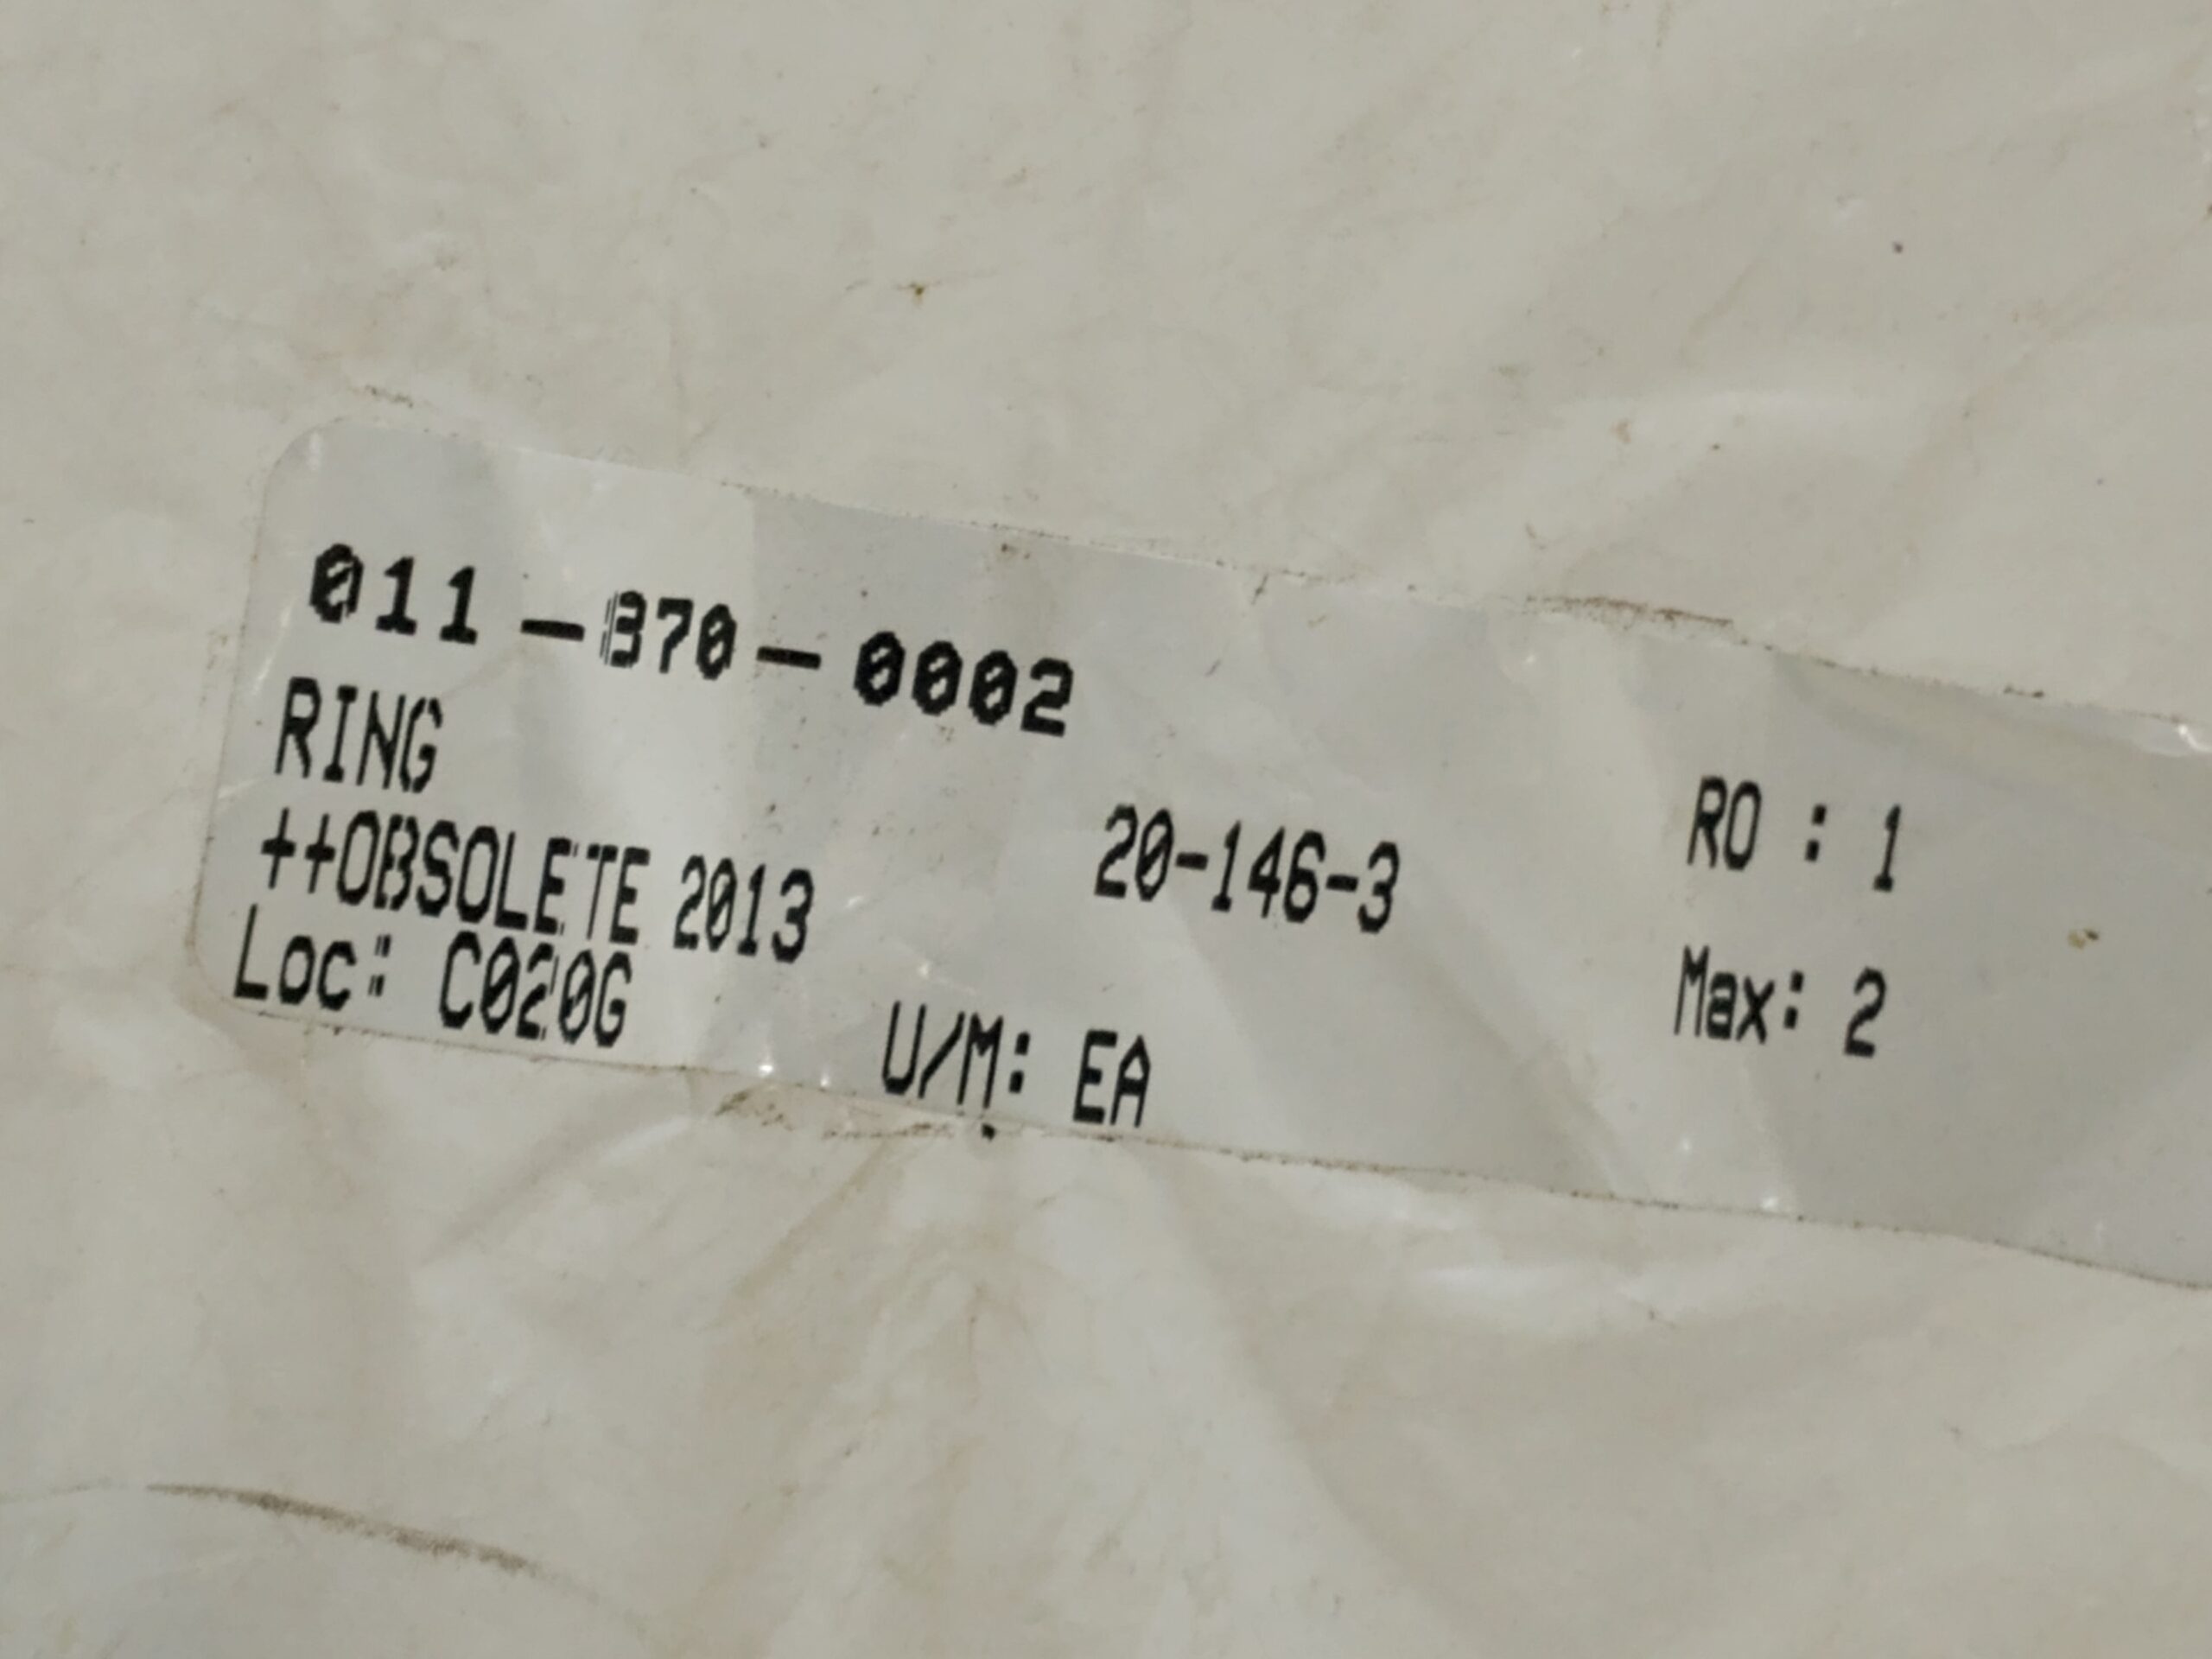 011-370-0002
RING
++OBSOLETE 2013 20-146-3 RO : 1
Loc: C020G U/M: EA Max: 2